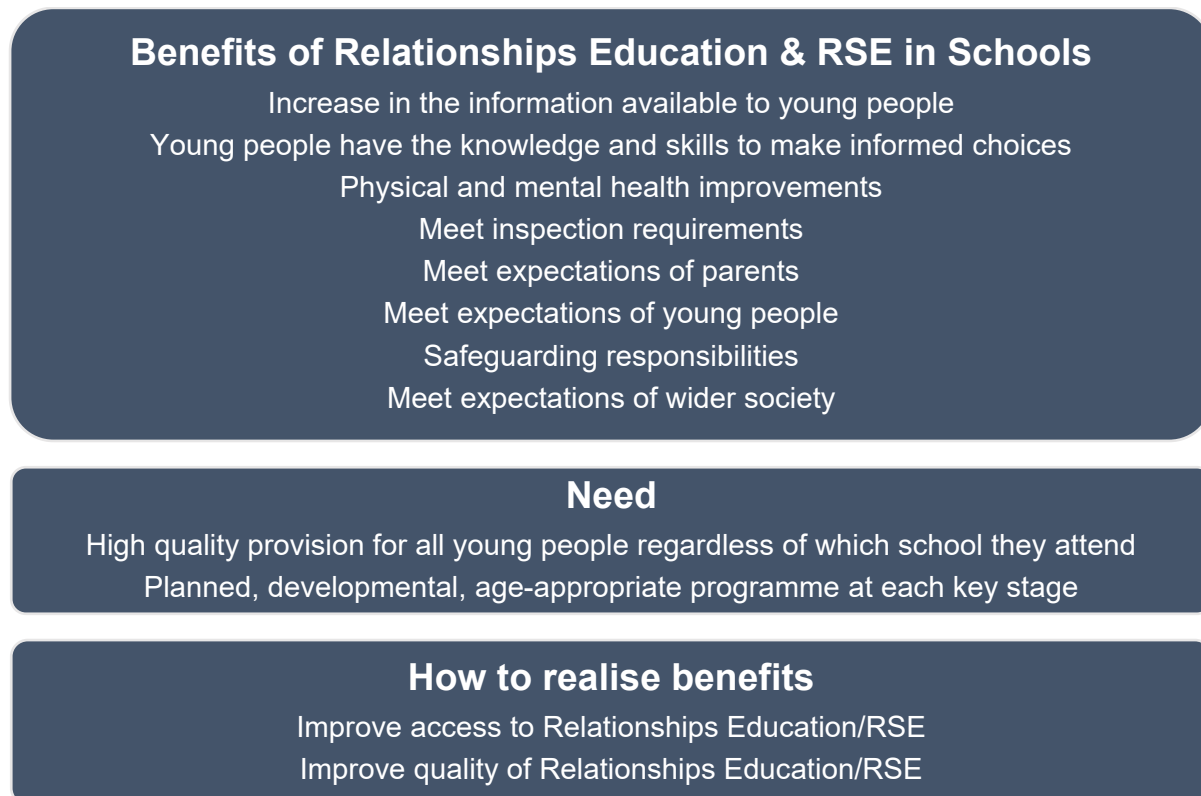 Benefits of Relationships Education & RSE in Schools
Increase in the information available to young people
Young people have the knowledge and skills to make informed choices
Physical and mental health improvements
Meet inspection requirements
Meet expectations of parents
Meet expectations of young people
Safeguarding responsibilities
Meet expectations of wider society
Need
High quality provision for all young people regardless of which school they attend
Planned, developmental, age-appropriate programme at each key stage
How to realise benefits
Improve access to Relationships Education/RSE
Improve quality of Relationships Education/RSE